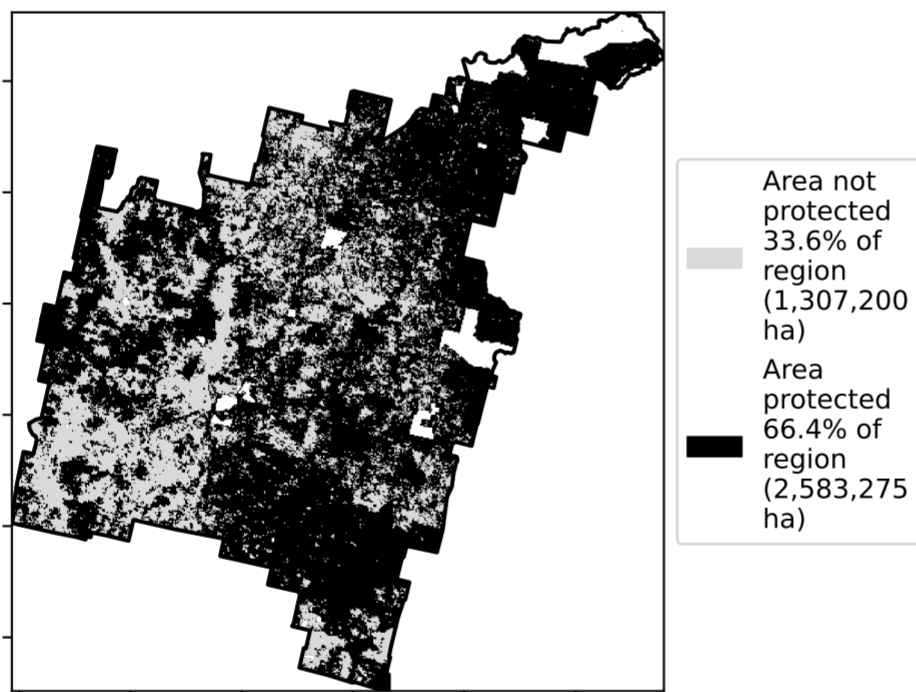 Area not
protected
33.6% of
region
(1,307,200
ha)
Area
protected
66.4% of
region
(2,583,275
ha)